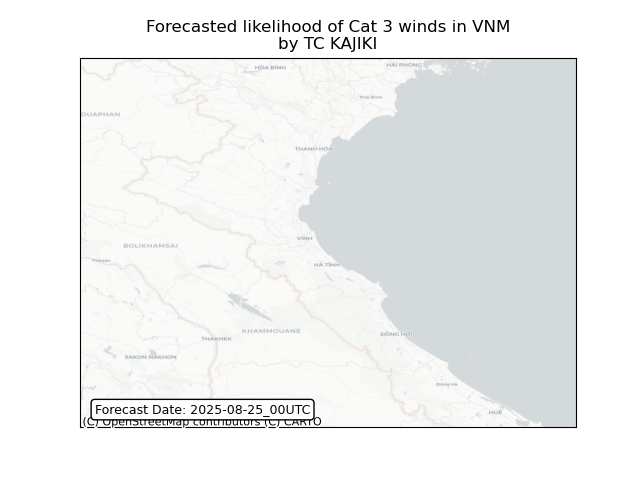 Forecasted likelihood of Cat 3 winds in VNM
by TC KAJIKI
HÒA BÌNH
HẢI PHÒNG
Thái Bình
OUAPHAN
THANH HÓA
VINH
BOLIKHAMSAI
HÀ TĨNH
KHAMMOUANE
THAKHEK
ĐỒNG HỚI
SAKON NAKHON
Đông Hà
HUẾ
Forecast Date: 2025-08-25_00UTC
(C) OpenStreetMap contributors (C) CARTO